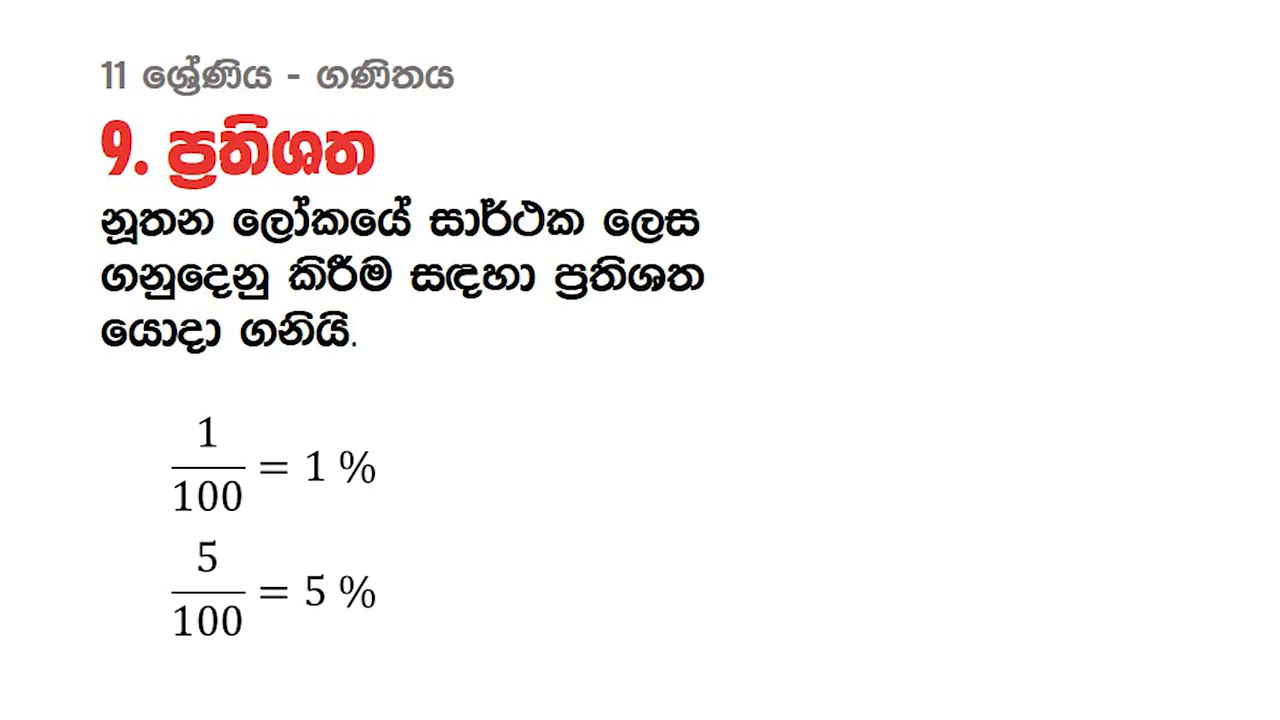 11 ශ්‍රේණිය - ගණිතය
9. ප්‍රතිශත
නූතන ලෝකයේ සාර්ථක ලෙස
ගනුදෙනු කිරීම සඳහා ප්‍රතිශත
යොදා ගනියි.
1/100 = 1 %
5/100 = 5 %